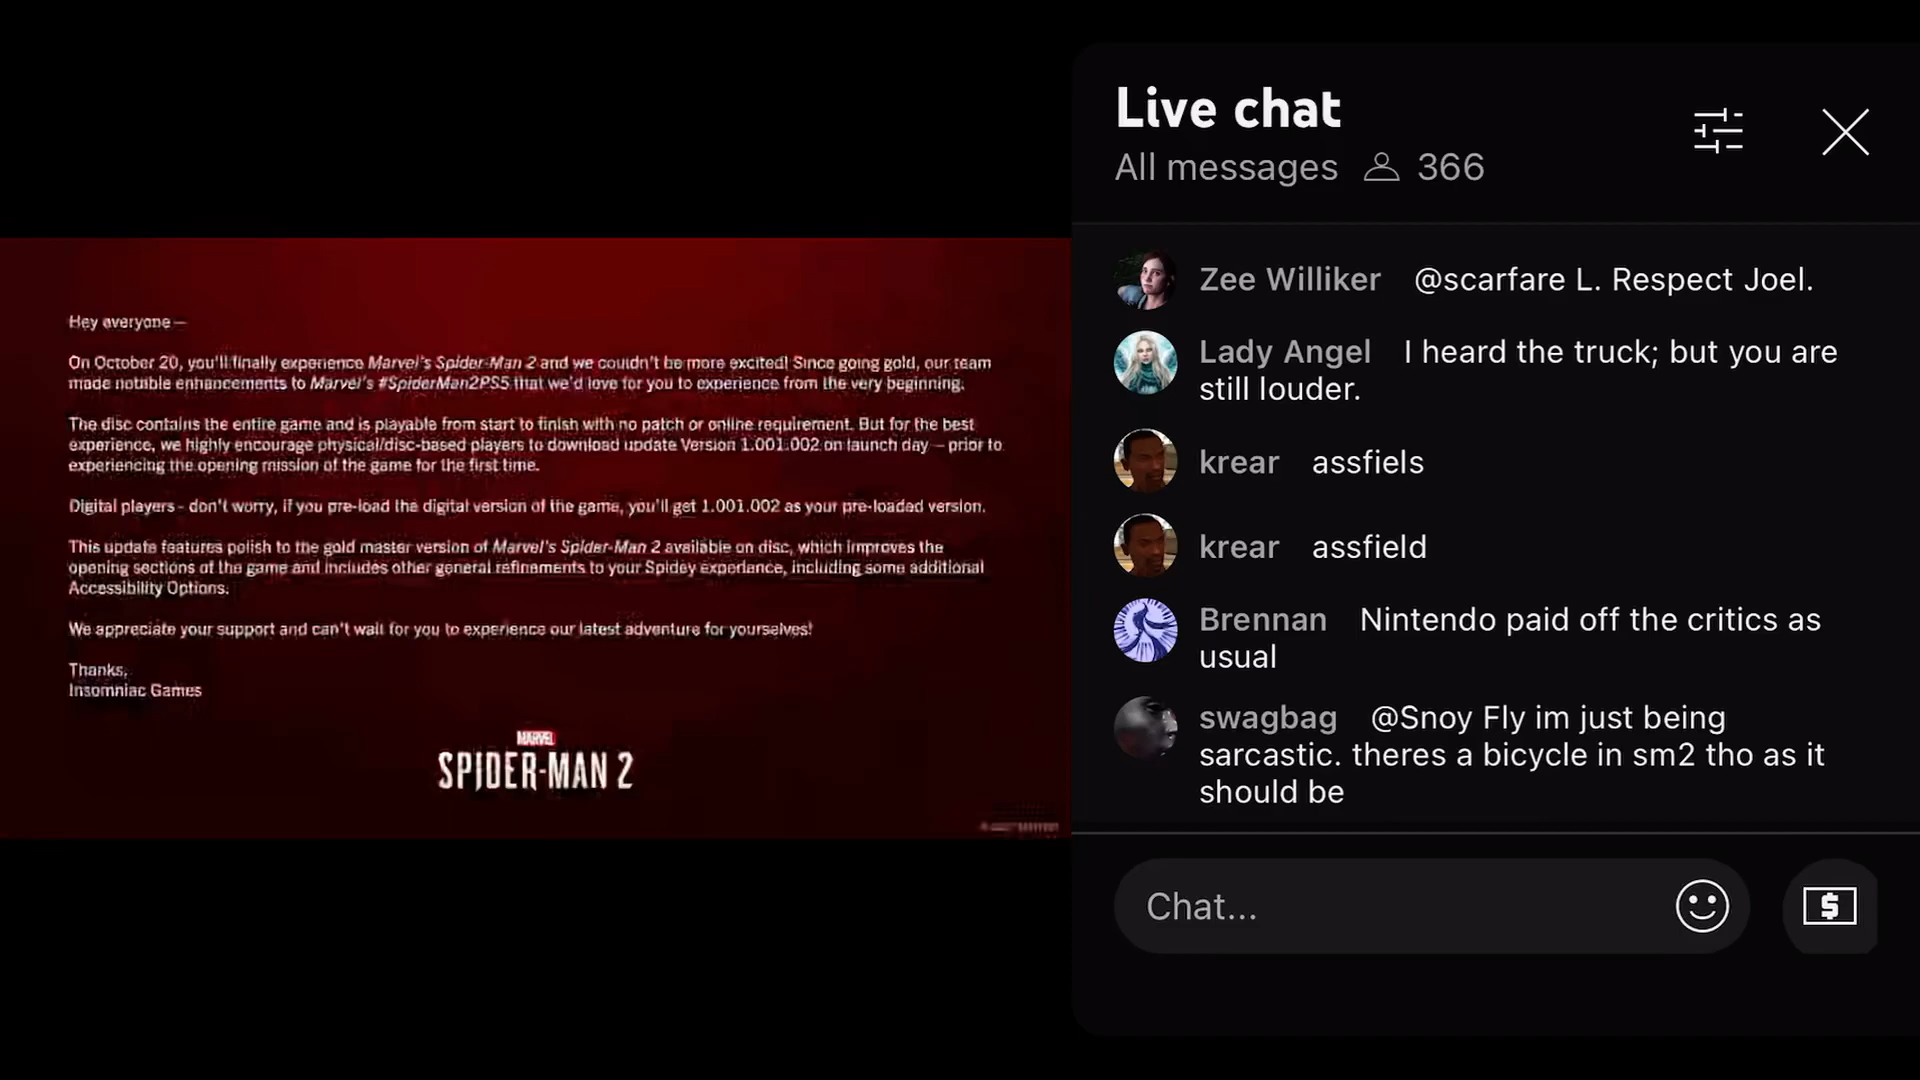 Hey everyone —
On October 20, you'll finally experience Marvel's Spider-Man 2 and we couldn't be more excited! Since going gold, our team
made notible enhancements to Marvel's #SpiderMan2PS5 that we'd love for you to experience from the very beginning.
The disc contains the entire game and is playable from start to finish with no patch or online requirement. But for the best
experience, we highly encourage physical/disc-based players to download update Version 1.001.002 on launch day – prior to
experiencing the opening mission of the game for the first time.
Digital players - don't worry, if you pre-load the digital version of the game, you'll get 1.001.002 as your pre-loaded version.
This update features polish to the gold master version of Marvel's Spider-Man 2 available on disc, which improves the
opening sections of the game and includes other general refinements to your Spidey experience, including some additional
Accessibility Options.
We appreciate your support and can't wait for you to experience our latest adventure for yourselves!
Thanks,
Insomniac Games
MARVEL
SPIDER-MAN 2
Live chat
All messages 366
Zee Williker @scarfare L. Respect Joel.
Lady Angel I heard the truck; but you are
still louder.
krear assfiels
krear assfield
Brennan Nintendo paid off the critics as
usual
swagbag @Snoy Fly im just being
sarcastic. theres a bicycle in sm2 tho as it
should be
Chat...
$